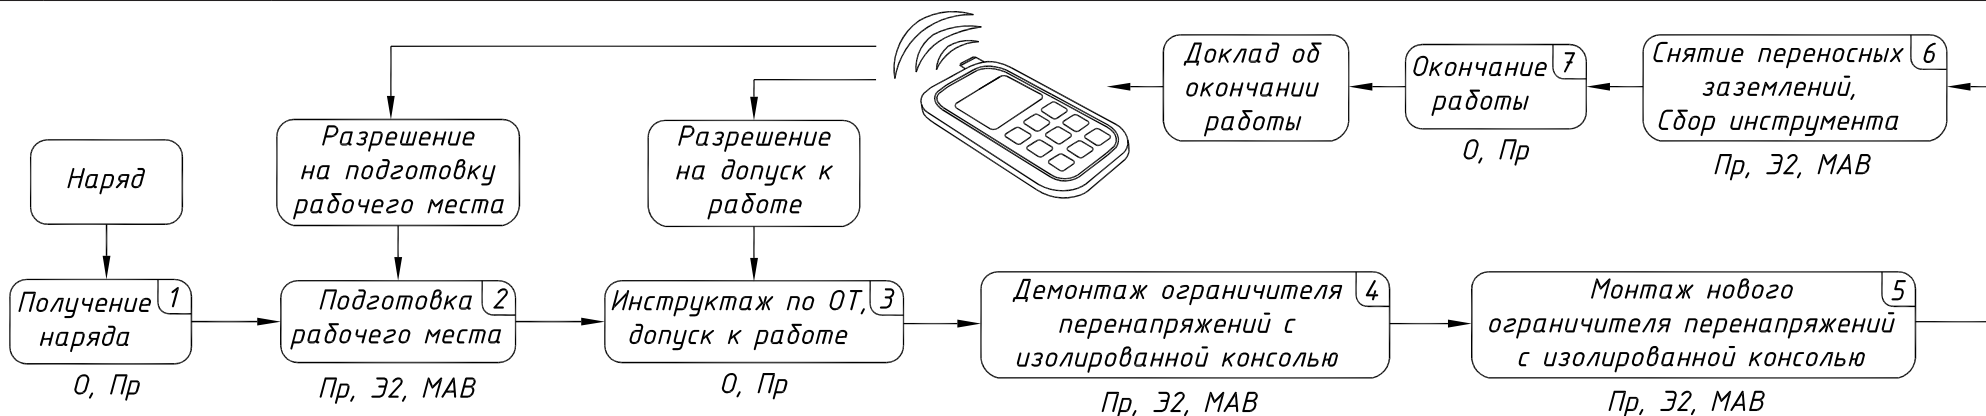 Наряд
Получение
наряда
1
О, Пр
Разрешение
на подготовку
рабочего места
Подготовка
рабочего места
2
Пр, Э2, МАВ
Разрешение
на допуск к
работе
Инструктаж по ОТ,
допуск к работе
3
О, Пр
Демонтаж ограничителя
перенапряжений с
изолированной консолью
4
Пр, Э2, МАВ
Монтаж нового
ограничителя перенапряжений
с изолированной консолью
5
Пр, Э2, МАВ
Снятие переносных
заземлений,
Сбор инструмента
6
Пр, Э2, МАВ
Окончание
работы
7
О, Пр
Доклад об
окончании
работы